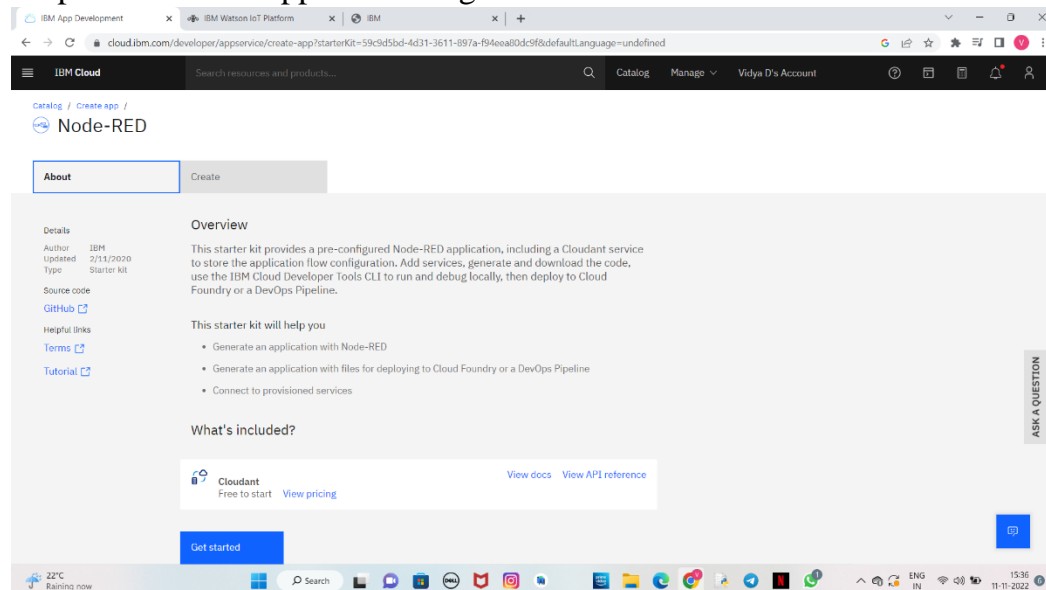 IBM App Development
IBM Watson IoT Platform
IBM
cloud.ibm.com/developer/appservice/create-app?starterKit=59c9d5bd-4d31-3611-897a-f94eea80dc9f&defaultLanguage=undefined
IBM Cloud
Search resources and products...
Catalog
Manage
Vidya D's Account
Catalog / Create app /
Node-RED
About
Create
Details
Author IBM
Updated 2/11/2020
Type Starter kit
Source code
GitHub
Helpful links
Terms
Tutorial
Overview
This starter kit provides a pre-configured Node-RED application, including a Cloudant service
to store the application flow configuration. Add services, generate and download the code,
use the IBM Cloud Developer Tools CLI to run and debug locally, then deploy to Cloud
Foundry or a DevOps Pipeline.
This starter kit will help you
• Generate an application with Node-RED
• Generate an application with files for deploying to Cloud Foundry or a DevOps Pipeline
• Connect to provisioned services
What's included?
Cloudant
Free to start View pricing
View docs View API reference
Get started
ASK A QUESTION
22°C
Raining now
Search
ENG
IN
15:36
11-11-2022